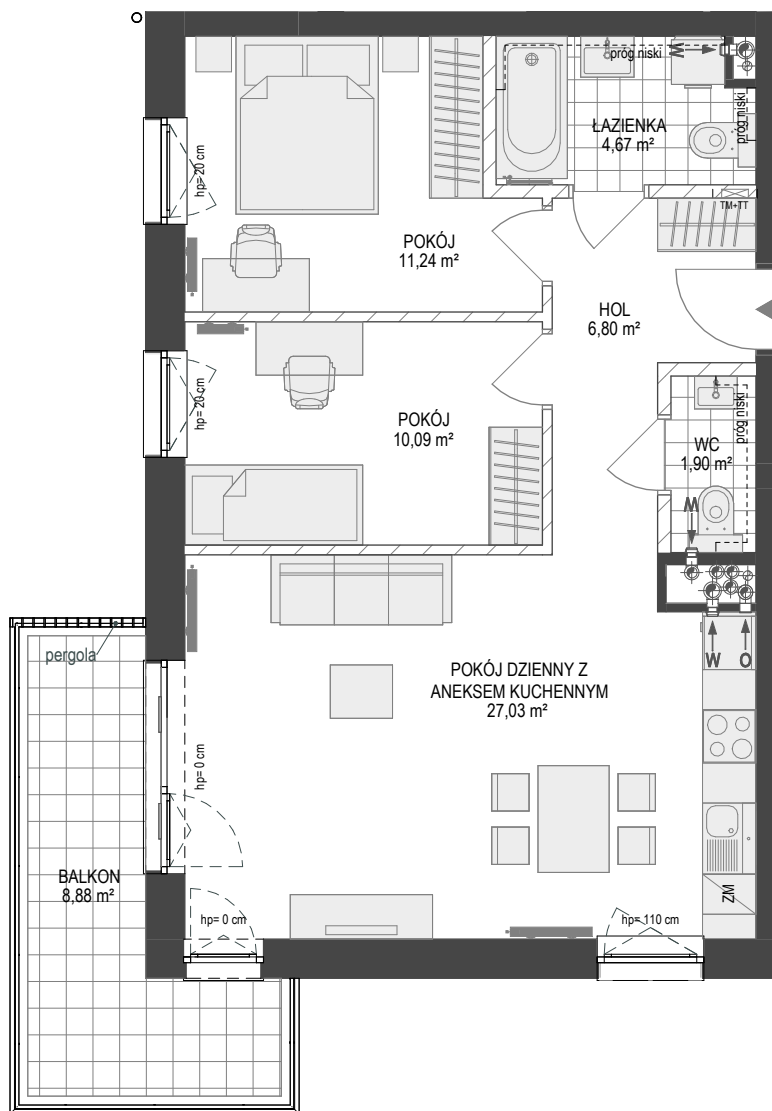 próg niski
W
ŁAZIENKA
4,67 m²
próg niski
TM+TT
hp= 20 cm
POKÓJ
11,24 m²
HOL
6,80 m²
hp= 20 cm
POKÓJ
10,09 m²
próg niski
WC
1,90 m²
W
pergola
W
O
POKÓJ DZIENNY Z
ANEKSEM KUCHENNYM
27,03 m²
hp= 0 cm
BALKON
8,88 m²
ZM
hp= 0 cm
hp= 110 cm